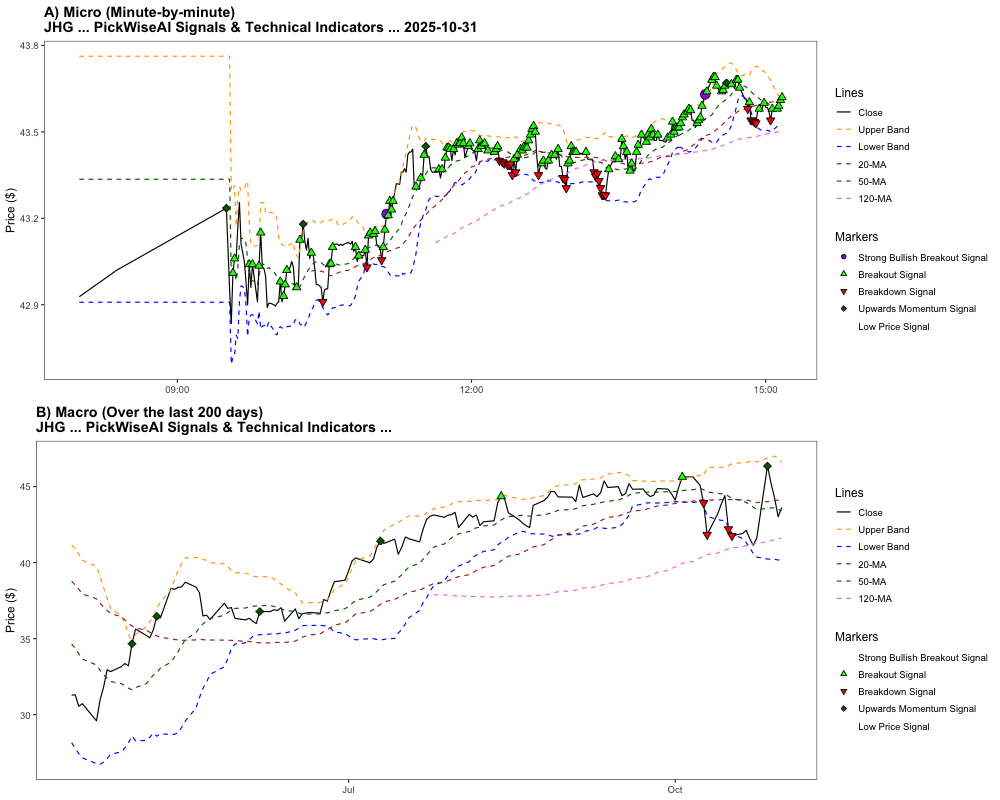 A) Micro (Minute-by-minute)
JHG ... PickWiseAI Signals & Technical Indicators ... 2025-10-31
43.8
43.5
43.2
42.9
Price ($)
09:00
12:00
15:00
Lines
Close
Upper Band
Lower Band
20-MA
50-MA
120-MA
Markers
Strong Bullish Breakout Signal
Breakout Signal
Breakdown Signal
Upwards Momentum Signal
Low Price Signal
B) Macro (Over the last 200 days)
JHG ... PickWiseAI Signals & Technical Indicators ...
45
40
35
30
Price ($)
Jul
Oct
Lines
Close
Upper Band
Lower Band
20-MA
50-MA
120-MA
Markers
Strong Bullish Breakout Signal
Breakout Signal
Breakdown Signal
Upwards Momentum Signal
Low Price Signal